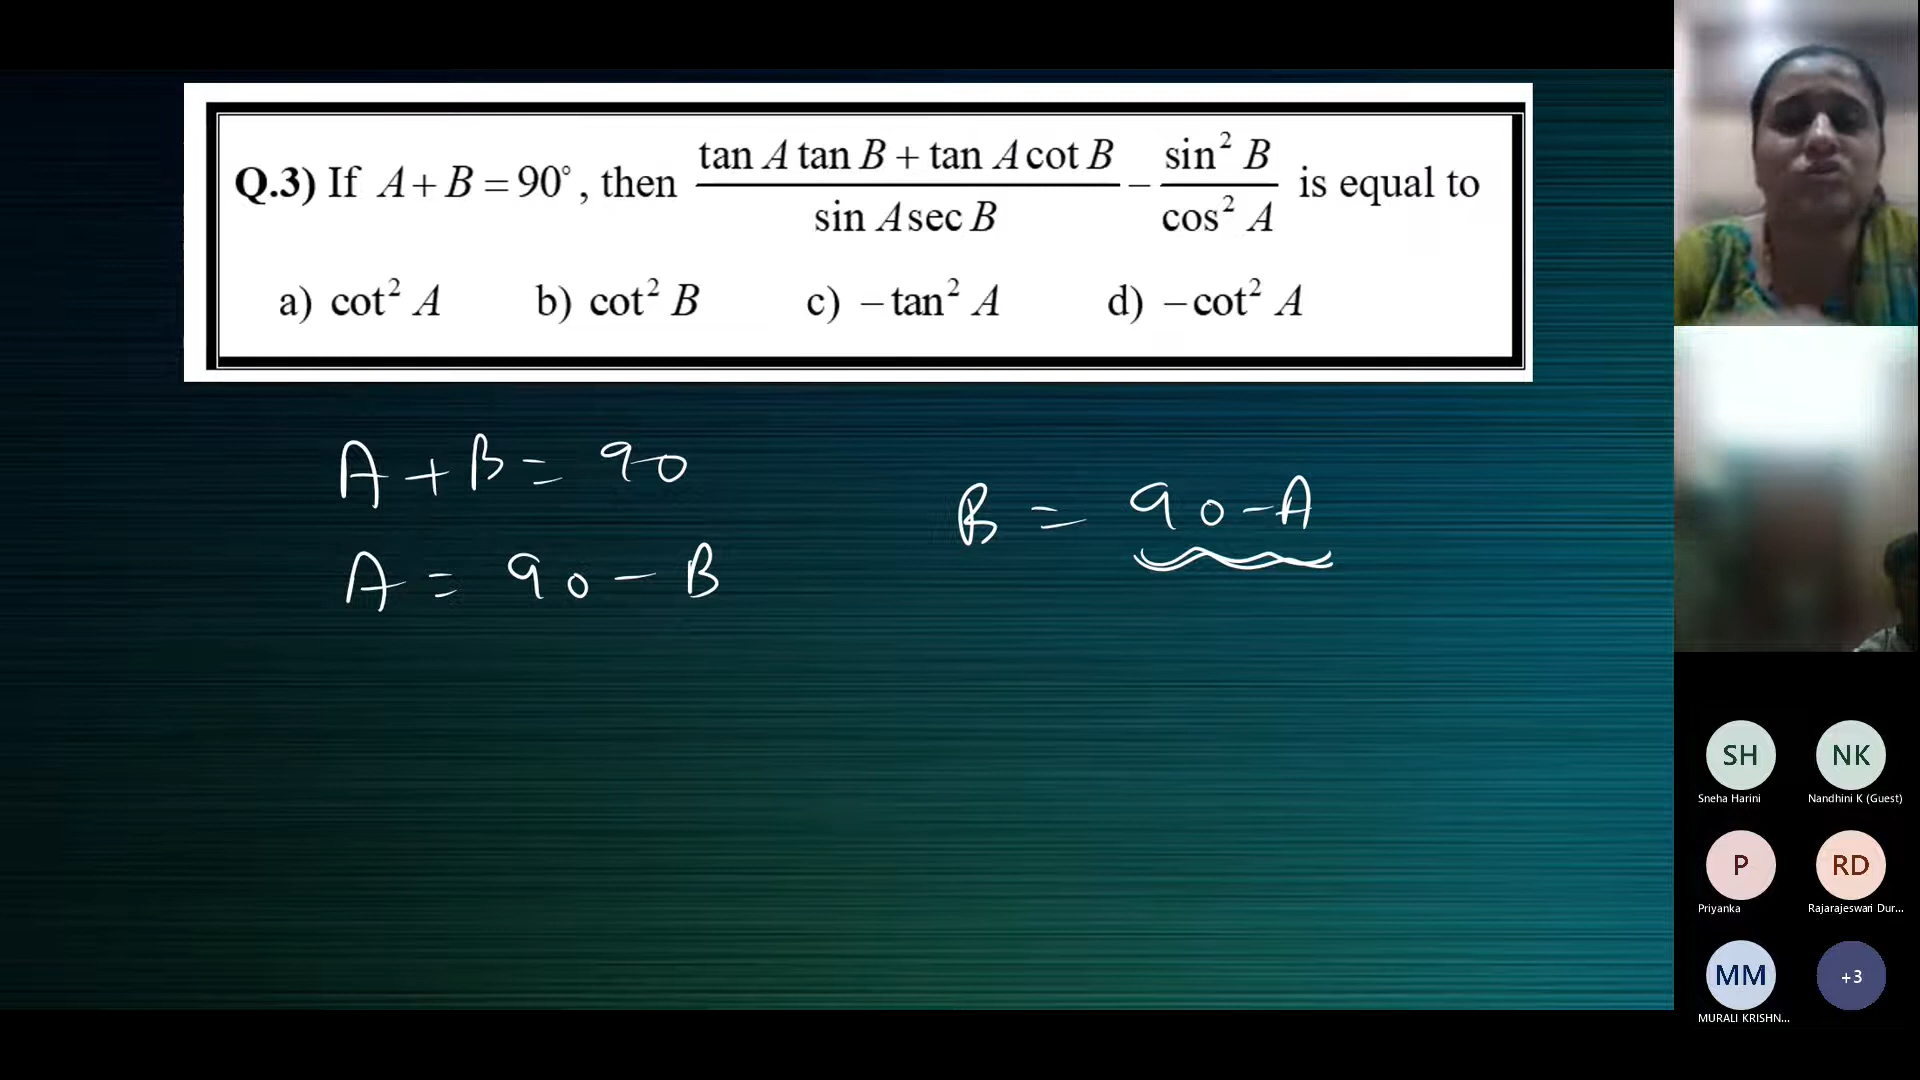 Q.3) If A + B = 90°, then (tan A tan B + tan A cot B)/(sin A sec B) − sin² B/cos² A is equal to
a) cot² A b) cot² B c) −tan² A d) −cot² A
A + B = 90
B = 90 - A
A = 90 - B
SH NK
Sneha Harini Nandhini K (Guest)
P RD
Priyanka Rajarajeswari Dur...
MM +3
MURALI KRISHN...